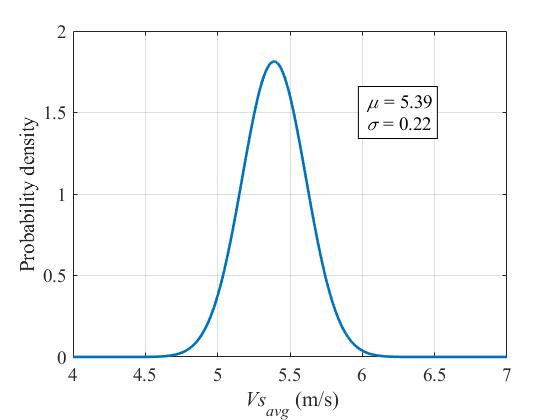 2
1.5
1
0.5
0
Probability density
μ = 5.39
σ = 0.22
4 4.5 5 5.5 6 6.5 7
Vs_avg (m/s)